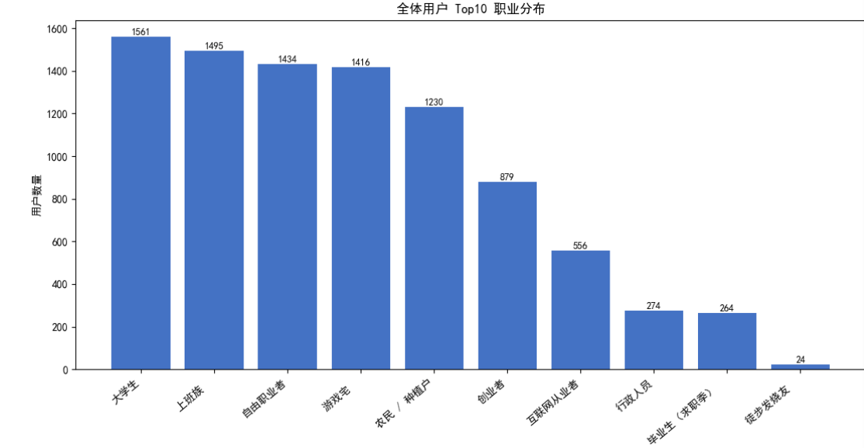 全体用户 Top10 职业分布
用户数量
1600
1400
1200
1000
800
600
400
200
0
1561
1495
1434
1416
1230
879
556
274
264
24
大学生
上班族
自由职业者
游戏宅
农民 / 种植户
创业者
互联网从业者
行政人员
毕业生（求职季）
徒步发烧友